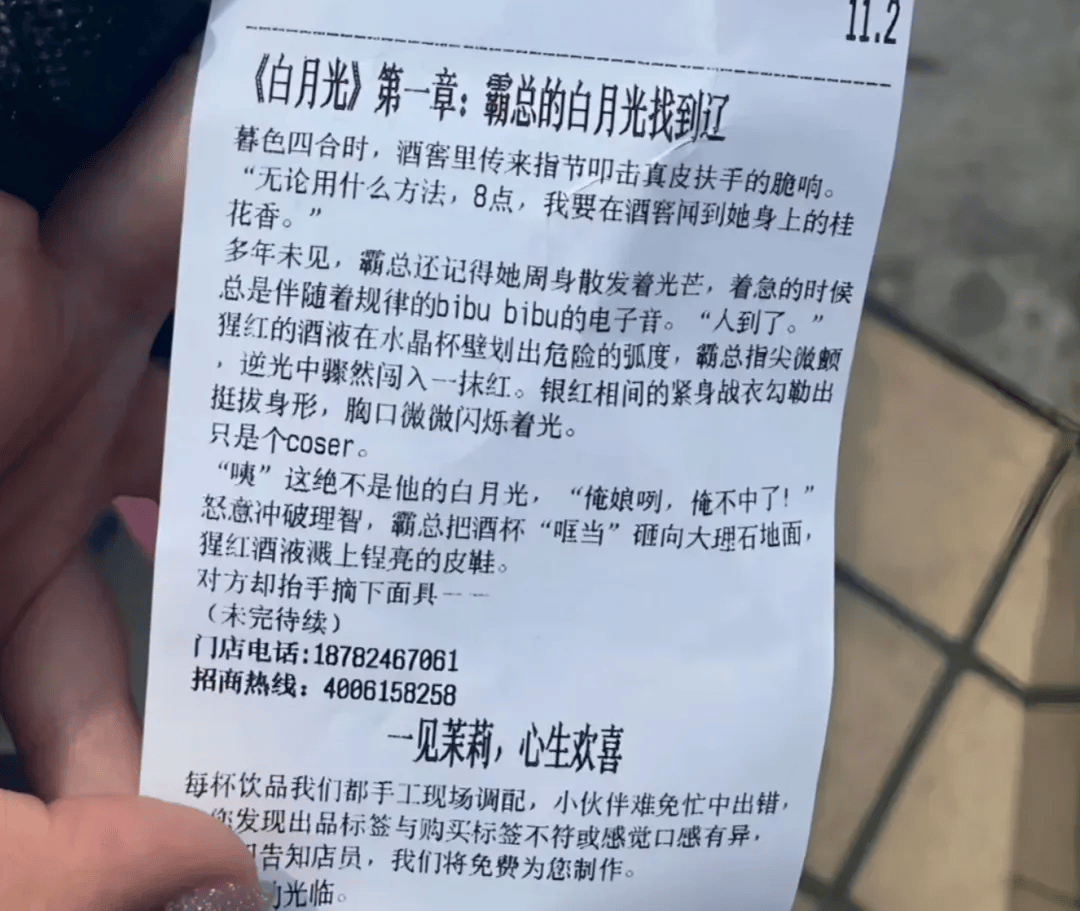 11.2
《白月光》第一章：霸总的白月光找到辽
暮色四合时，酒窖里传来指节叩击真皮扶手的脆响。
“无论用什么方法，8点，我要在酒窖闻到她身上的桂
花香。”
多年未见，霸总还记得她周身散发着光芒，着急的时候
总是伴随着规律的bibu bibu的电子音。“人到了。”
猩红的酒液在水晶杯壁划出危险的弧度，霸总指尖微颤
，逆光中骤然闯入一抹红。银红相间的紧身战衣勾勒出
挺拔身形，胸口微微闪烁着光。
只是个coser。
“咦”这绝不是他的白月光，“俺娘咧，俺不中了！”
怒意冲破理智，霸总把酒杯“哐当”砸向大理石地面，
猩红酒液溅上锃亮的皮鞋。
对方却抬手摘下面具——
（未完待续）
门店电话:18782467061
招商热线：4006158258
一见茉莉，心生欢喜
每杯饮品我们都手工现场调配，小伙伴难免忙中出错，
您发现出品标签与购买标签不符或感觉口感有异，
告知店员，我们将免费为您制作。
光临。